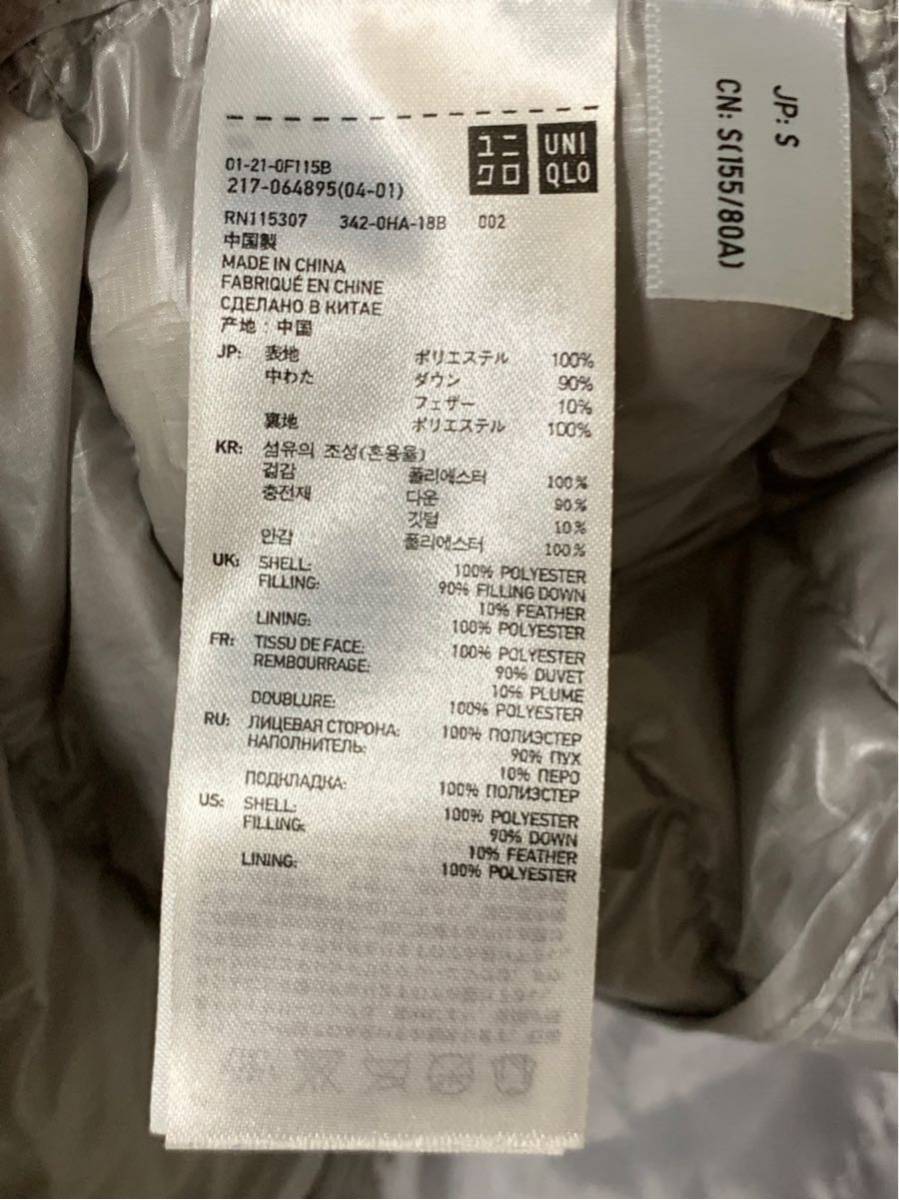 ユニ
クロ
UNI
QLO
01-21-0F115B
217-064895(04-01)
RN115307 342-0HA-18B 002
中国製
MADE IN CHINA
FABRIQUÉ EN CHINE
СДЕЛАНО В КИТАЕ
产地：中国
JP: 表地 ポリエステル 100%
中わた ダウン 90%
フェザー 10%
裏地 ポリエステル 100%
KR: 섬유의 조성(혼용율)
겉감 폴리에스터 100%
충전재 다운 90%
깃털 10%
안감 폴리에스터 100%
UK: SHELL: 100% POLYESTER
FILLING: 90% FILLING DOWN
10% FEATHER
LINING: 100% POLYESTER
FR: TISSU DE FACE: 100% POLYESTER
REMBOURRAGE: 90% DUVET
10% PLUME
DOUBLURE: 100% POLYESTER
RU: ЛИЦЕВАЯ СТОРОНА: 100% ПОЛИЭСТЕР
НАПОЛНИТЕЛЬ: 90% ПУХ
10% ПЕРО
ПОДКЛАДКА: 100% ПОЛИЭСТЕР
US: SHELL: 100% POLYESTER
FILLING: 90% DOWN
10% FEATHER
LINING: 100% POLYESTER
JP: S
CN: S(155/80A)